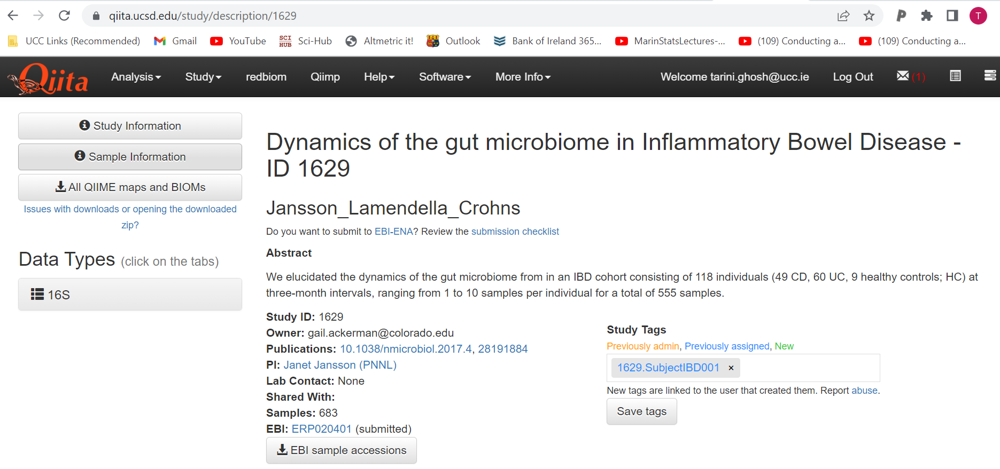 qiita.ucsd.edu/study/description/1629
T
UCC Links (Recommended) Gmail YouTube SCI HUB Sci-Hub Altmetric it! Outlook Bank of Ireland 365... MarinStatsLectures-... (109) Conducting a... (109) Conducting a...
Qiita Analysis Study redbiom Qiimp Help Software More Info Welcome tarini.ghosh@ucc.ie Log Out (1)
Study Information
Sample Information
All QIIME maps and BIOMs
Issues with downloads or opening the downloaded
zip?
Data Types (click on the tabs)
16S
Dynamics of the gut microbiome in Inflammatory Bowel Disease -
ID 1629
Jansson_Lamendella_Crohns
Do you want to submit to EBI-ENA? Review the submission checklist
Abstract
We elucidated the dynamics of the gut microbiome from in an IBD cohort consisting of 118 individuals (49 CD, 60 UC, 9 healthy controls; HC) at
three-month intervals, ranging from 1 to 10 samples per individual for a total of 555 samples.
Study ID: 1629
Owner: gail.ackerman@colorado.edu
Publications: 10.1038/nmicrobiol.2017.4, 28191884
PI: Janet Jansson (PNNL)
Lab Contact: None
Shared With:
Samples: 683
EBI: ERP020401 (submitted)
EBI sample accessions
Study Tags
Previously admin, Previously assigned, New
1629.SubjectIBD001 ×
New tags are linked to the user that created them. Report abuse.
Save tags